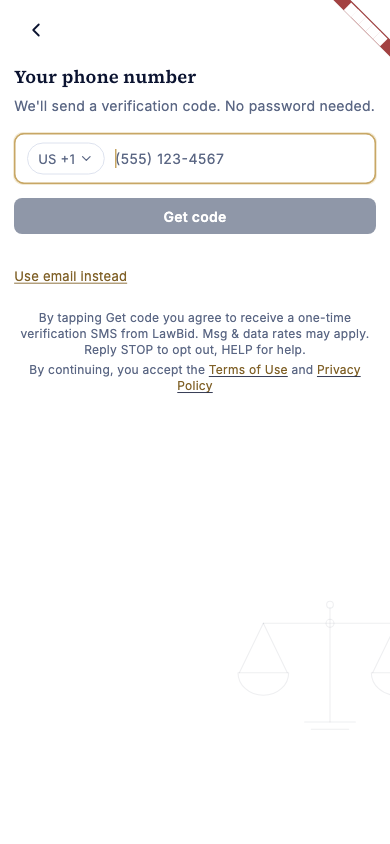 Your phone number
We'll send a verification code. No password needed.
US +1
(555) 123-4567
Get code
Use email instead
By tapping Get code you agree to receive a one-time
verification SMS from LawBid. Msg & data rates may apply.
Reply STOP to opt out, HELP for help.
By continuing, you accept the Terms of Use and Privacy
Policy